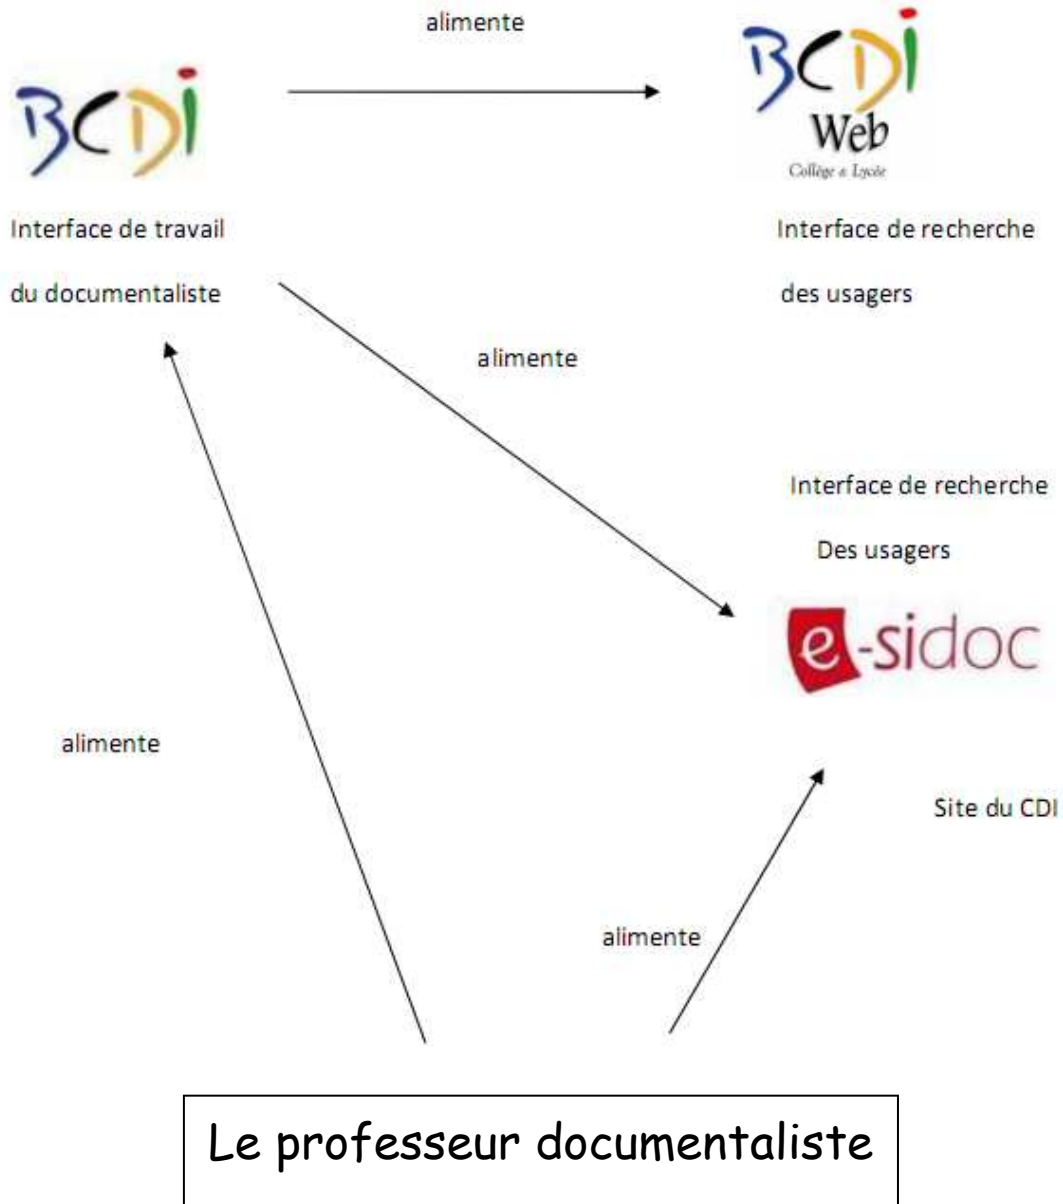 alimente
BCDI
BCDI
Web
Collège & Lycée
Interface de travail
du documentaliste
Interface de recherche
des usagers
alimente
Interface de recherche
Des usagers
e-sidoc
alimente
Site du CDI
alimente
Le professeur documentaliste